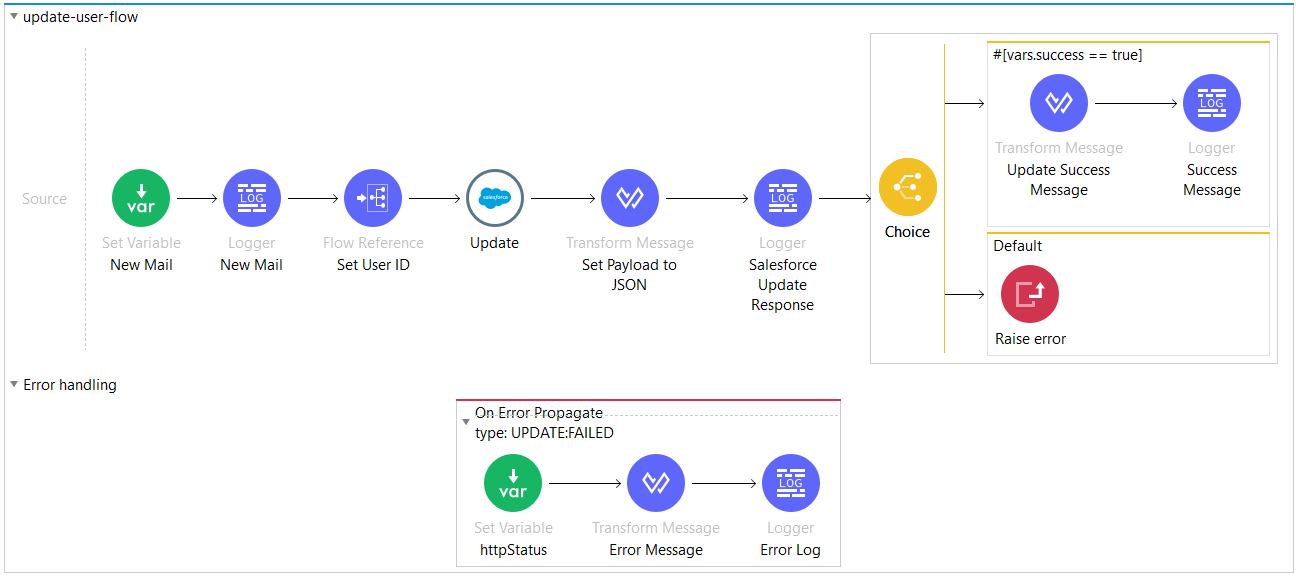 update-user-flow
Source
var
Set Variable
New Mail
LOG
Logger
New Mail
Flow Reference
Set User ID
salesforce
Update
Transform Message
Set Payload to
JSON
LOG
Logger
Salesforce
Update
Response
Choice
#[vars.success == true]
Transform Message
Update Success
Message
LOG
Logger
Success
Message
Default
Raise error
Error handling
On Error Propagate
type: UPDATE:FAILED
var
Set Variable
httpStatus
Transform Message
Error Message
LOG
Logger
Error Log